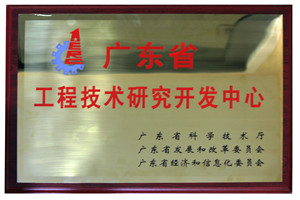 广东省
工程技术研究开发中心
广东省科学技术厅
广东省发展和改革委员会
广东省经济和信息化委员会